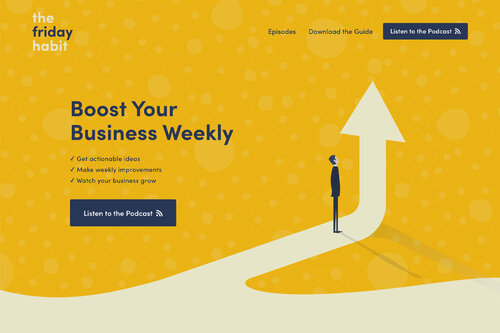 the
friday
habit
Episodes Download the Guide Listen to the Podcast
Boost Your
Business Weekly
✓ Get actionable ideas
✓ Make weekly improvements
✓ Watch your business grow
Listen to the Podcast